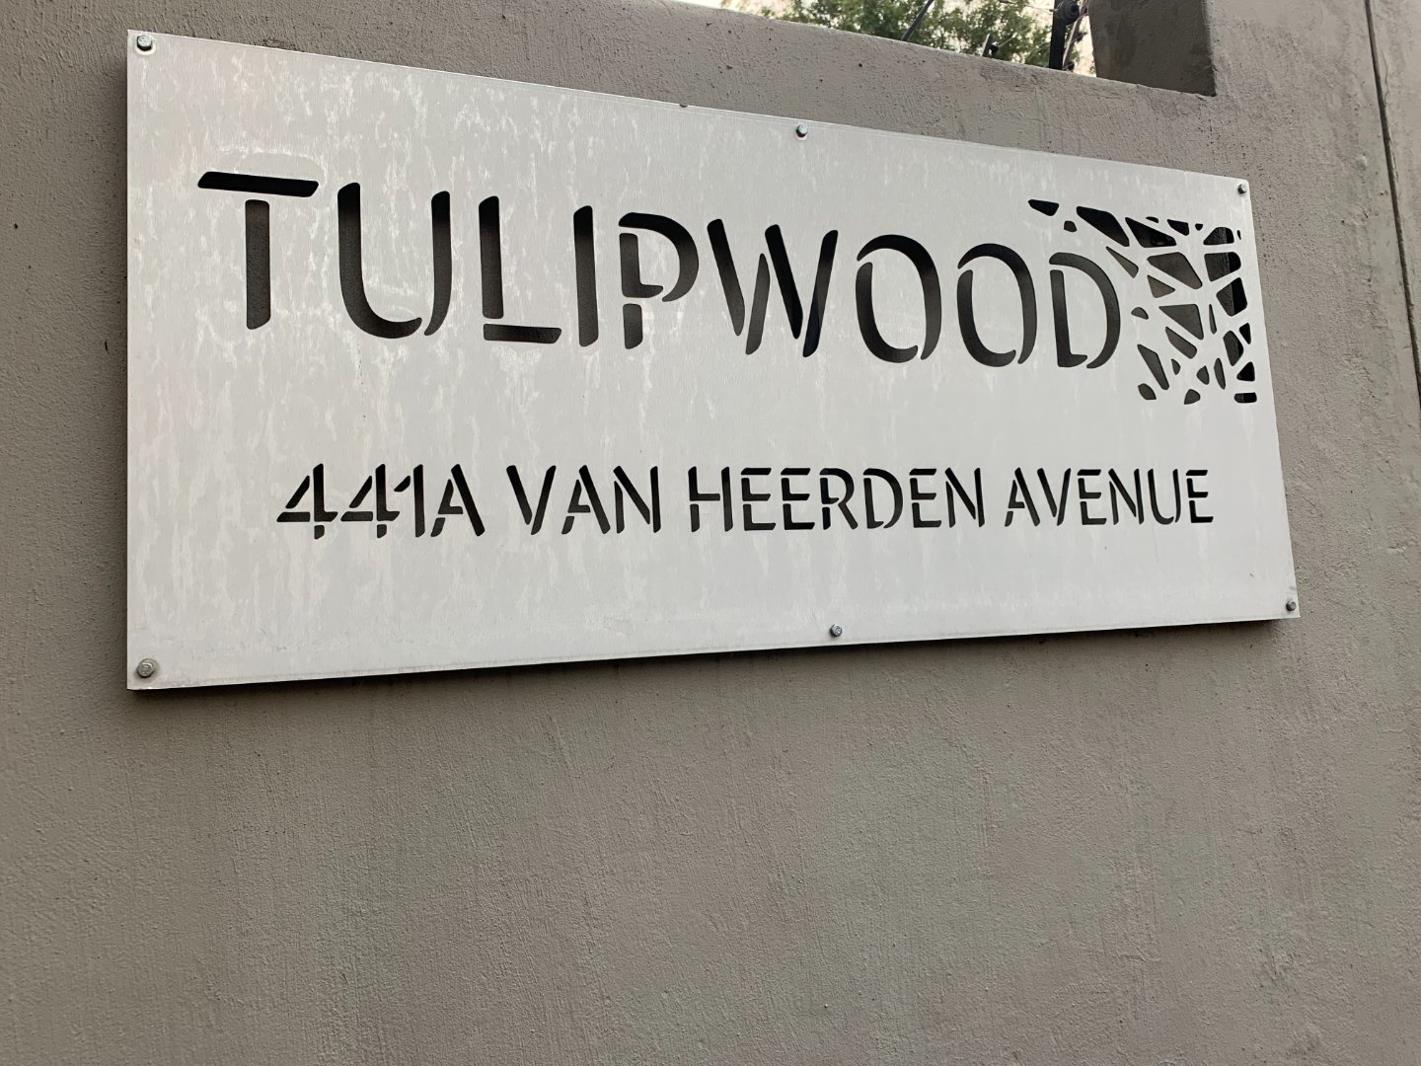 TULIPWOOD
441A VAN HEERDEN AVENUE